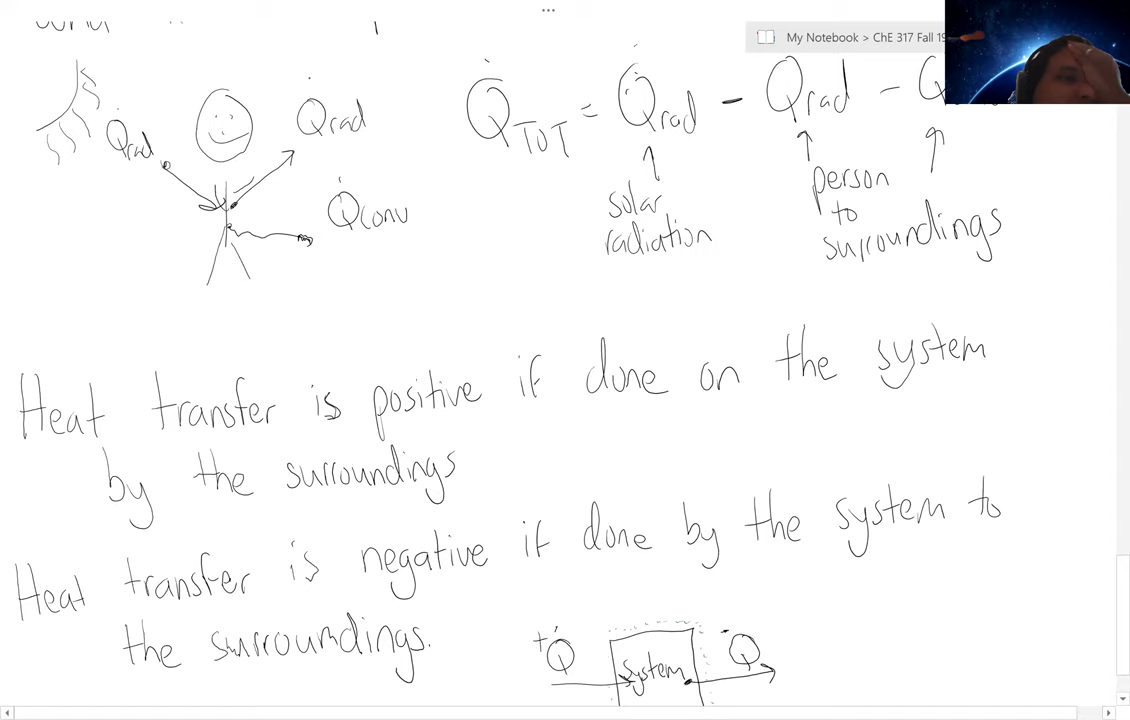 My Notebook > ChE 317 Fall 19
Q̇rad
Q̇rad
Q̇conv
Q̇TOT = Q̇rad - Q̇rad - Q
solar
radiation
person
to
surroundings
Heat transfer is positive if done on the system
by the surroundings
Heat transfer is negative if done by the system to
the surroundings.
+Q̇
system
-Q̇